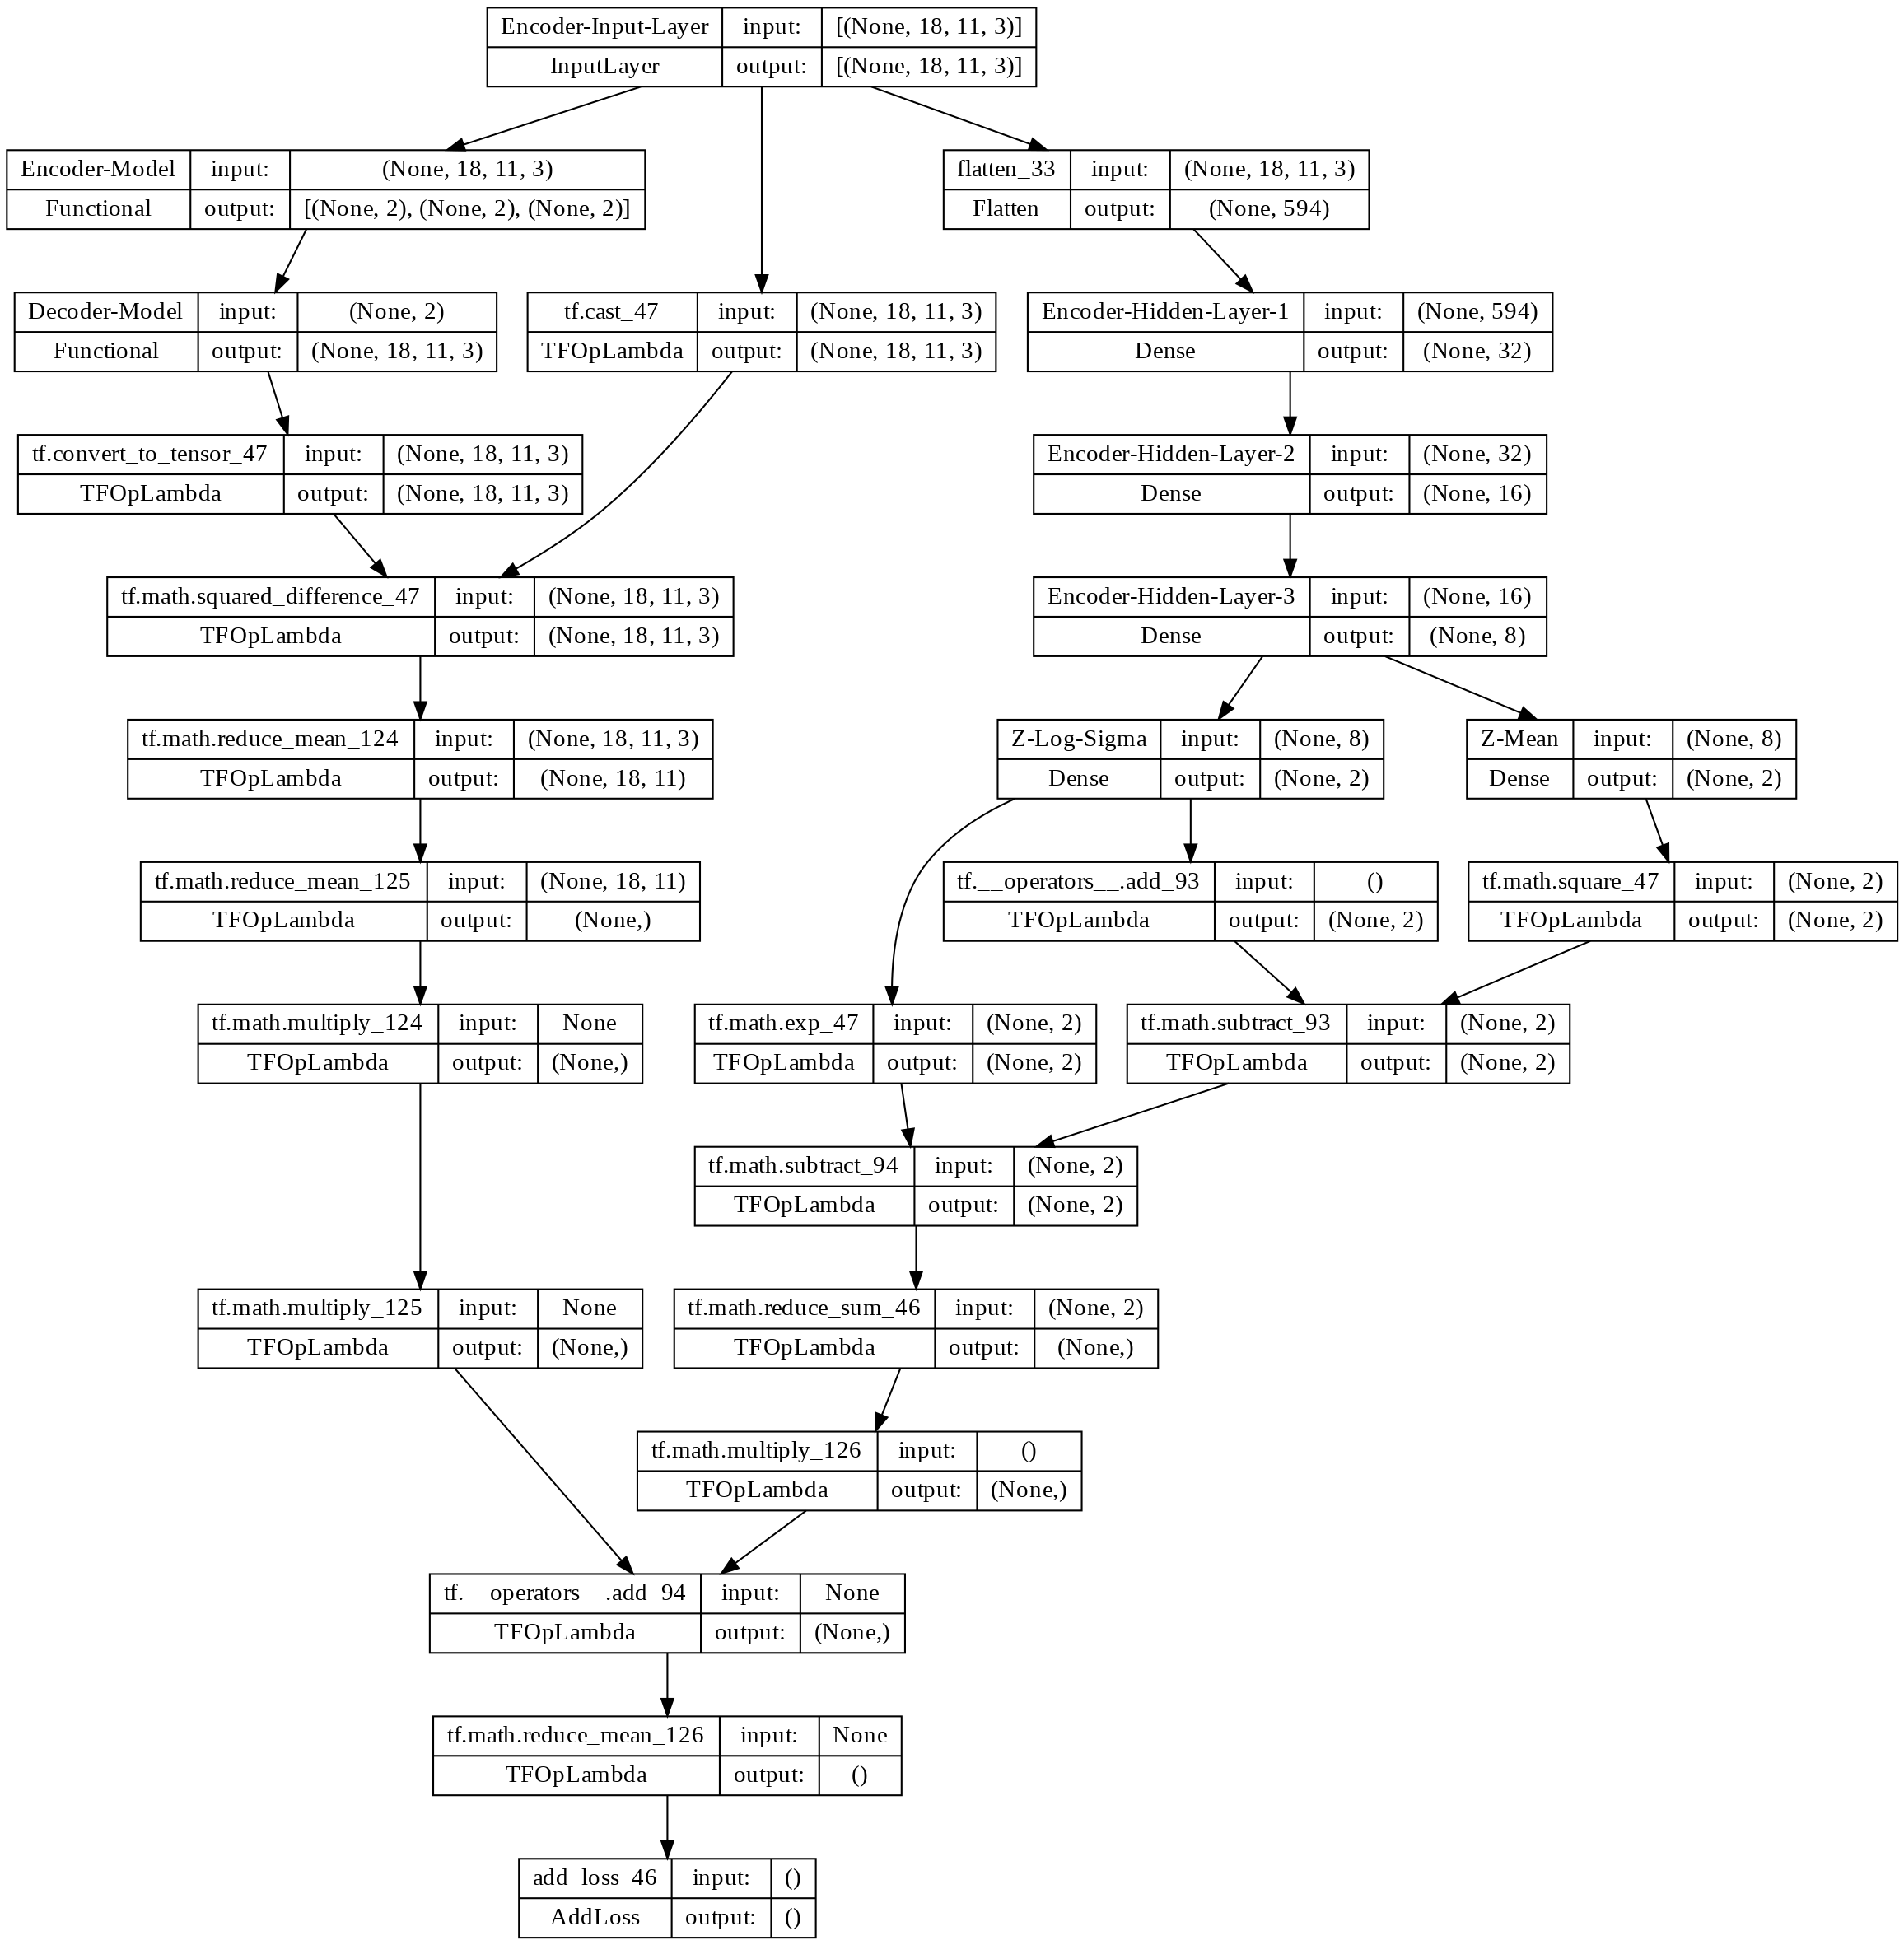 Encoder-Input-Layer input: [(None, 18, 11, 3)]
InputLayer output: [(None, 18, 11, 3)]
Encoder-Model input: (None, 18, 11, 3)
Functional output: [(None, 2), (None, 2), (None, 2)]
flatten_33 input: (None, 18, 11, 3)
Flatten output: (None, 594)
Decoder-Model input: (None, 2)
Functional output: (None, 18, 11, 3)
tf.cast_47 input: (None, 18, 11, 3)
TFOpLambda output: (None, 18, 11, 3)
Encoder-Hidden-Layer-1 input: (None, 594)
Dense output: (None, 32)
tf.convert_to_tensor_47 input: (None, 18, 11, 3)
TFOpLambda output: (None, 18, 11, 3)
Encoder-Hidden-Layer-2 input: (None, 32)
Dense output: (None, 16)
tf.math.squared_difference_47 input: (None, 18, 11, 3)
TFOpLambda output: (None, 18, 11, 3)
Encoder-Hidden-Layer-3 input: (None, 16)
Dense output: (None, 8)
tf.math.reduce_mean_124 input: (None, 18, 11, 3)
TFOpLambda output: (None, 18, 11)
Z-Log-Sigma input: (None, 8)
Dense output: (None, 2)
Z-Mean input: (None, 8)
Dense output: (None, 2)
tf.math.reduce_mean_125 input: (None, 18, 11)
TFOpLambda output: (None,)
tf.__operators__.add_93 input: ()
TFOpLambda output: (None, 2)
tf.math.square_47 input: (None, 2)
TFOpLambda output: (None, 2)
tf.math.multiply_124 input: None
TFOpLambda output: (None,)
tf.math.exp_47 input: (None, 2)
TFOpLambda output: (None, 2)
tf.math.subtract_93 input: (None, 2)
TFOpLambda output: (None, 2)
tf.math.subtract_94 input: (None, 2)
TFOpLambda output: (None, 2)
tf.math.multiply_125 input: None
TFOpLambda output: (None,)
tf.math.reduce_sum_46 input: (None, 2)
TFOpLambda output: (None,)
tf.math.multiply_126 input: ()
TFOpLambda output: (None,)
tf.__operators__.add_94 input: None
TFOpLambda output: (None,)
tf.math.reduce_mean_126 input: None
TFOpLambda output: ()
add_loss_46 input: ()
AddLoss output: ()